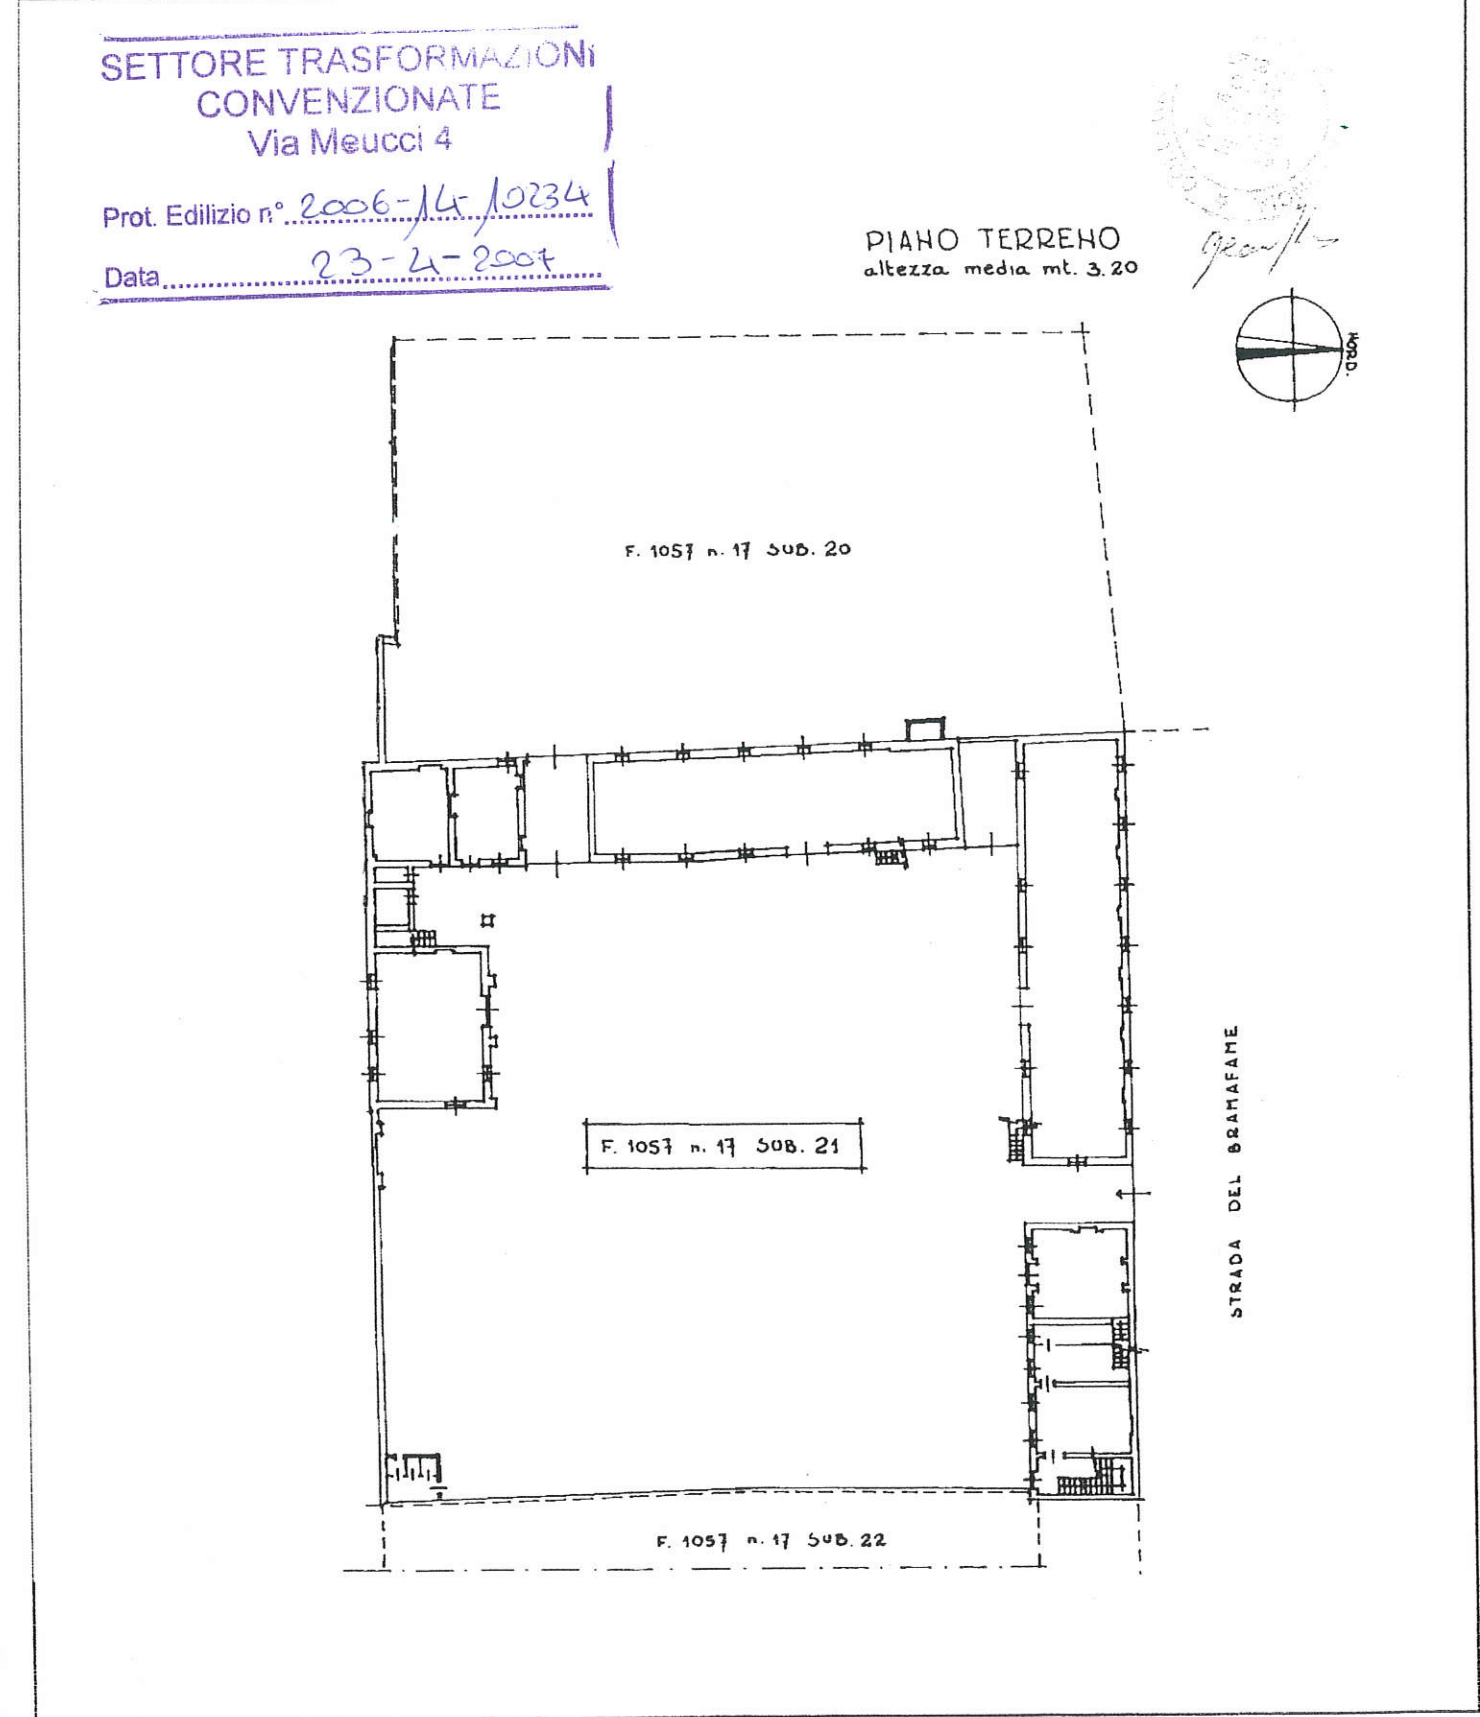 SETTORE TRASFORMAZIONI
CONVENZIONATE
Via Meucci 4
Prot. Edilizio n° 2006-14-10234
Data 23-4-2007
PIANO TERRENO
altezza media mt. 3.20
NORD.
F. 1057 n. 17 SUB. 20
F. 1057 n. 17 SUB. 21
STRADA DEL BRAMAFAME
F. 1057 n. 17 SUB. 22